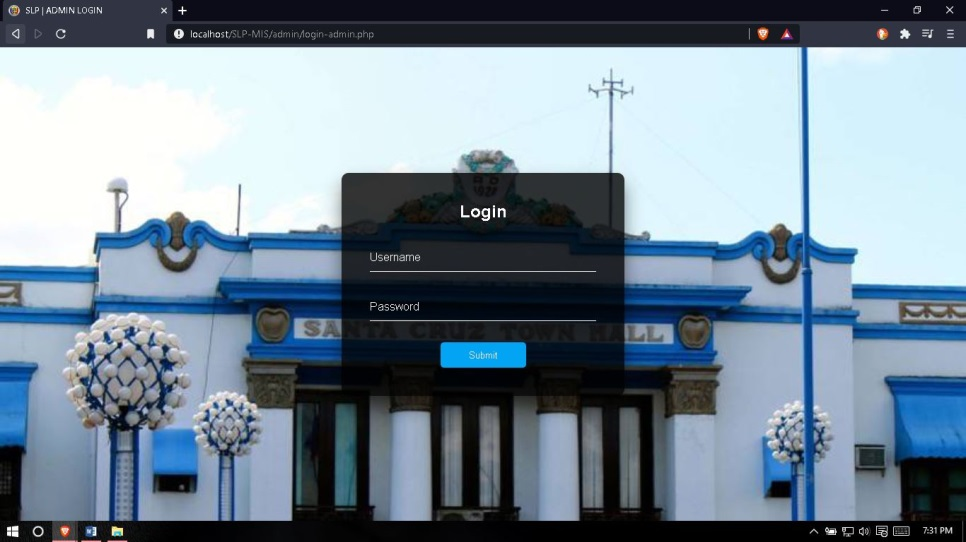 SLP | ADMIN LOGIN
localhost/SLP-MIS/admin/login-admin.php
Login
Username
Password
SANTA CRUZ TOWN HALL
Submit
7:31 PM